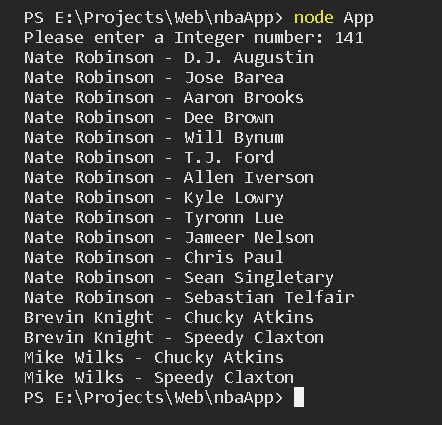 PS E:\Projects\Web\nbaApp> node App
Please enter a Integer number: 141
Nate Robinson - D.J. Augustin
Nate Robinson - Jose Barea
Nate Robinson - Aaron Brooks
Nate Robinson - Dee Brown
Nate Robinson - Will Bynum
Nate Robinson - T.J. Ford
Nate Robinson - Allen Iverson
Nate Robinson - Kyle Lowry
Nate Robinson - Tyronn Lue
Nate Robinson - Jameer Nelson
Nate Robinson - Chris Paul
Nate Robinson - Sean Singletary
Nate Robinson - Sebastian Telfair
Brevin Knight - Chucky Atkins
Brevin Knight - Speedy Claxton
Mike Wilks - Chucky Atkins
Mike Wilks - Speedy Claxton
PS E:\Projects\Web\nbaApp>